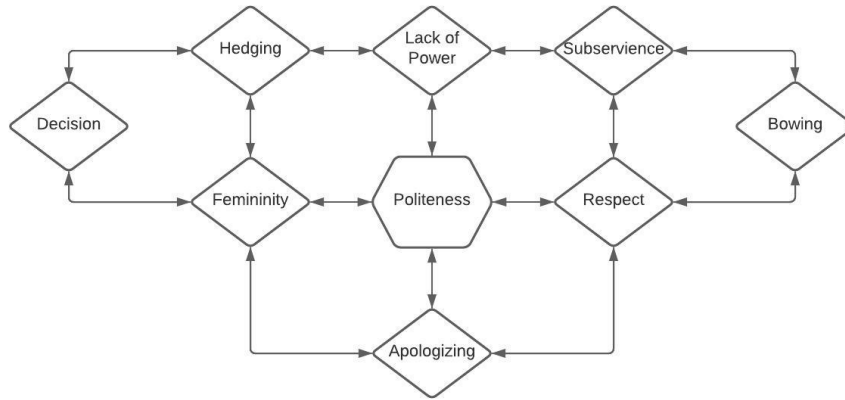 Hedging
Lack of
Power
Subservience
Decision
Bowing
Femininity
Politeness
Respect
Apologizing